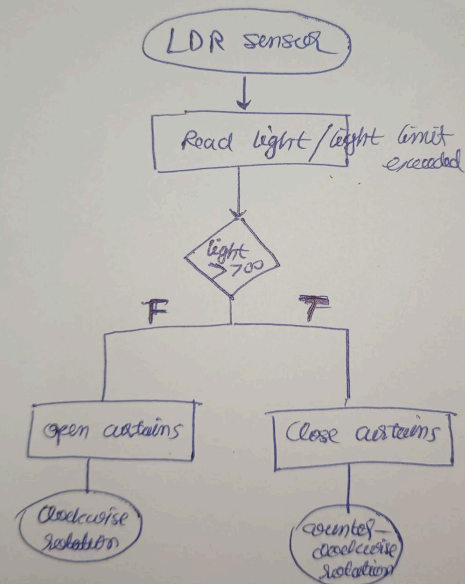 LDR sensor
Read light/light limit
exceeded
light
>700
F
T
Open curtains
Close curtains
Clockwise
rotation
counter-
clockwise
rotation